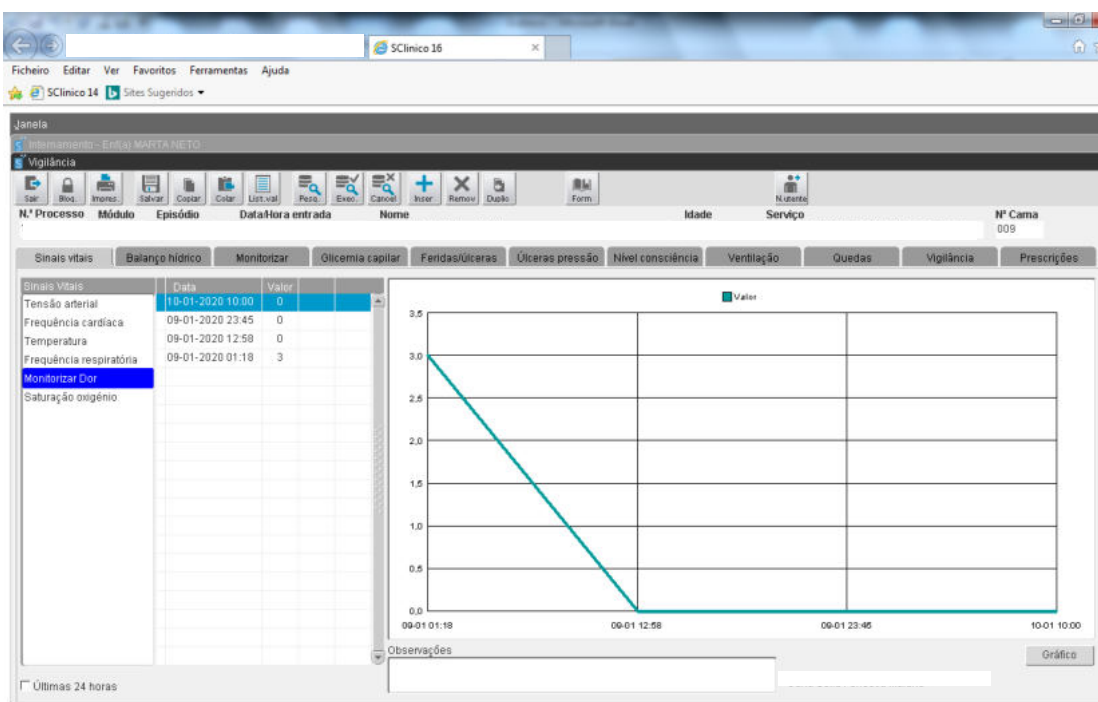 SClinico 16
Ficheiro Editar Ver Favoritos Ferramentas Ajuda
SClinico 14 Sites Sugeridos
Janela
Internamento - Enf(a) MARTA NETO
Vigilância
Sair Bloq. Impres. Salvar Copiar Colar List.val Pesq. Exec. Cancel Inser Remov Duplic Form N.utente
N.º Processo Módulo Episódio Data/Hora entrada Nome Idade Serviço Nº Cama
009
Sinais vitais Balanço hídrico Monitorizar Glicemia capilar Feridas/úlceras Úlceras pressão Nível consciência Ventilação Quedas Vigilância Prescrições
Sinais Vitais Data Valor
Tensão arterial 10-01-2020 10:00 0
Frequência cardíaca 09-01-2020 23:45 0
Temperatura 09-01-2020 12:58 0
Frequência respiratória 09-01-2020 01:18 3
Monitorizar Dor
Saturação oxigénio
Valor
3,5
3,0
2,5
2,0
1,5
1,0
0,5
0,0
09-01 01:18 09-01 12:58 09-01 23:45 10-01 10:00
Observações
Gráfico
Últimas 24 horas